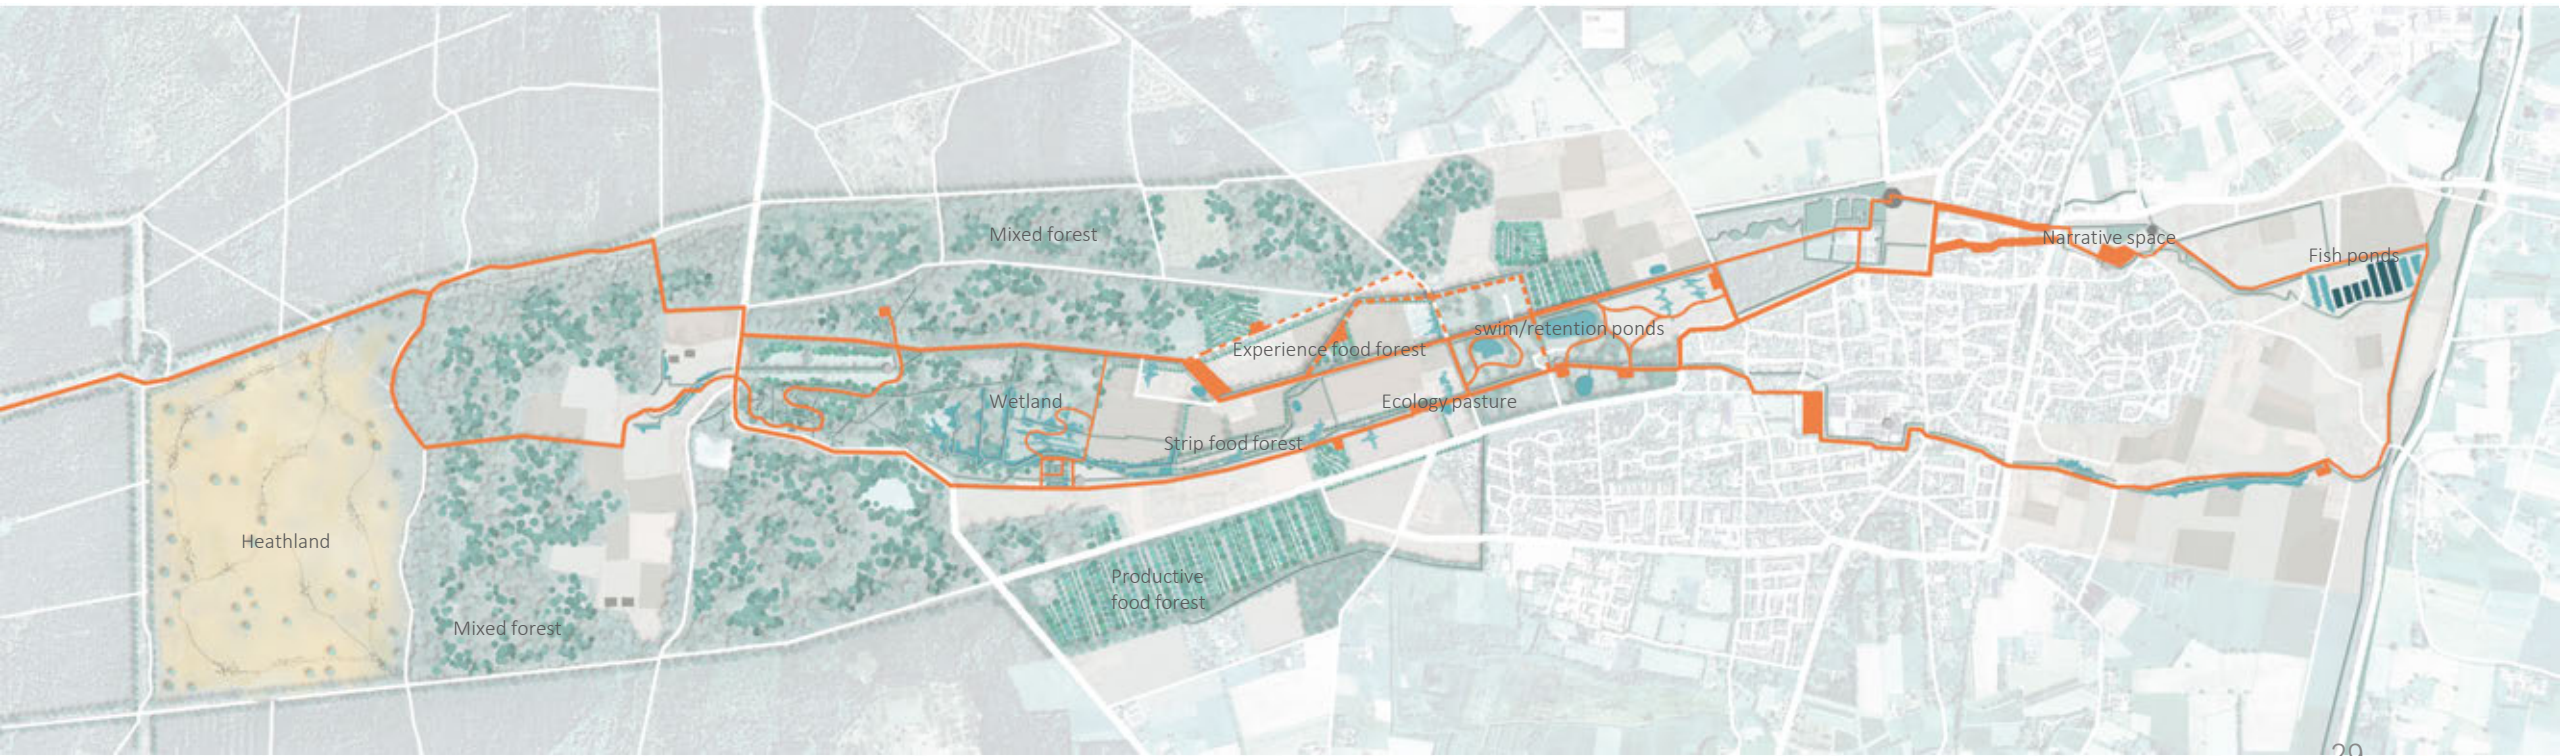 Mixed forest
Narrative space
Fish ponds
swim/retention ponds
Experience food forest
Wetland
Ecology pasture
Strip food forest
Heathland
Productive
food forest
Mixed forest
29